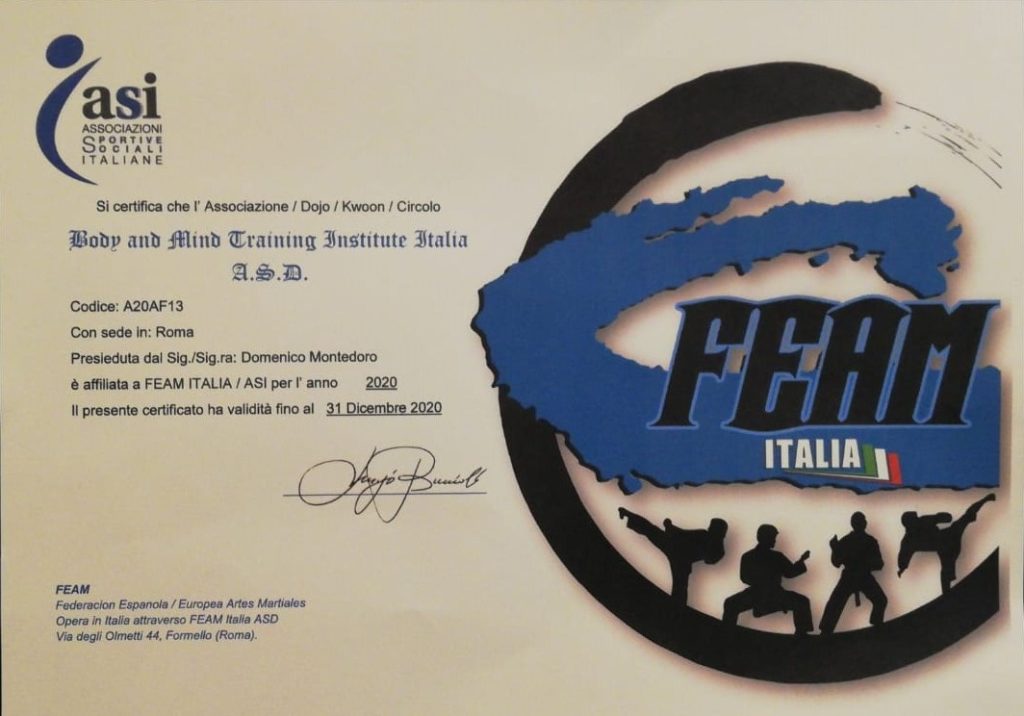 asi
ASSOCIAZIONI
SPORTIVE
SOCIALI
ITALIANE
Si certifica che l' Associazione / Dojo / Kwoon / Circolo
Body and Mind Training Institute Italia
A.S.D.
Codice: A20AF13
Con sede in: Roma
Presieduta dal Sig./Sig.ra: Domenico Montedoro
è affiliata a FEAM ITALIA / ASI per l' anno 2020
Il presente certificato ha validità fino al 31 Dicembre 2020
FEAM
ITALIA
FEAM
Federacion Espanola / Europea Artes Martiales
Opera in Italia attraverso FEAM Italia ASD
Via degli Olmetti 44, Formello (Roma).